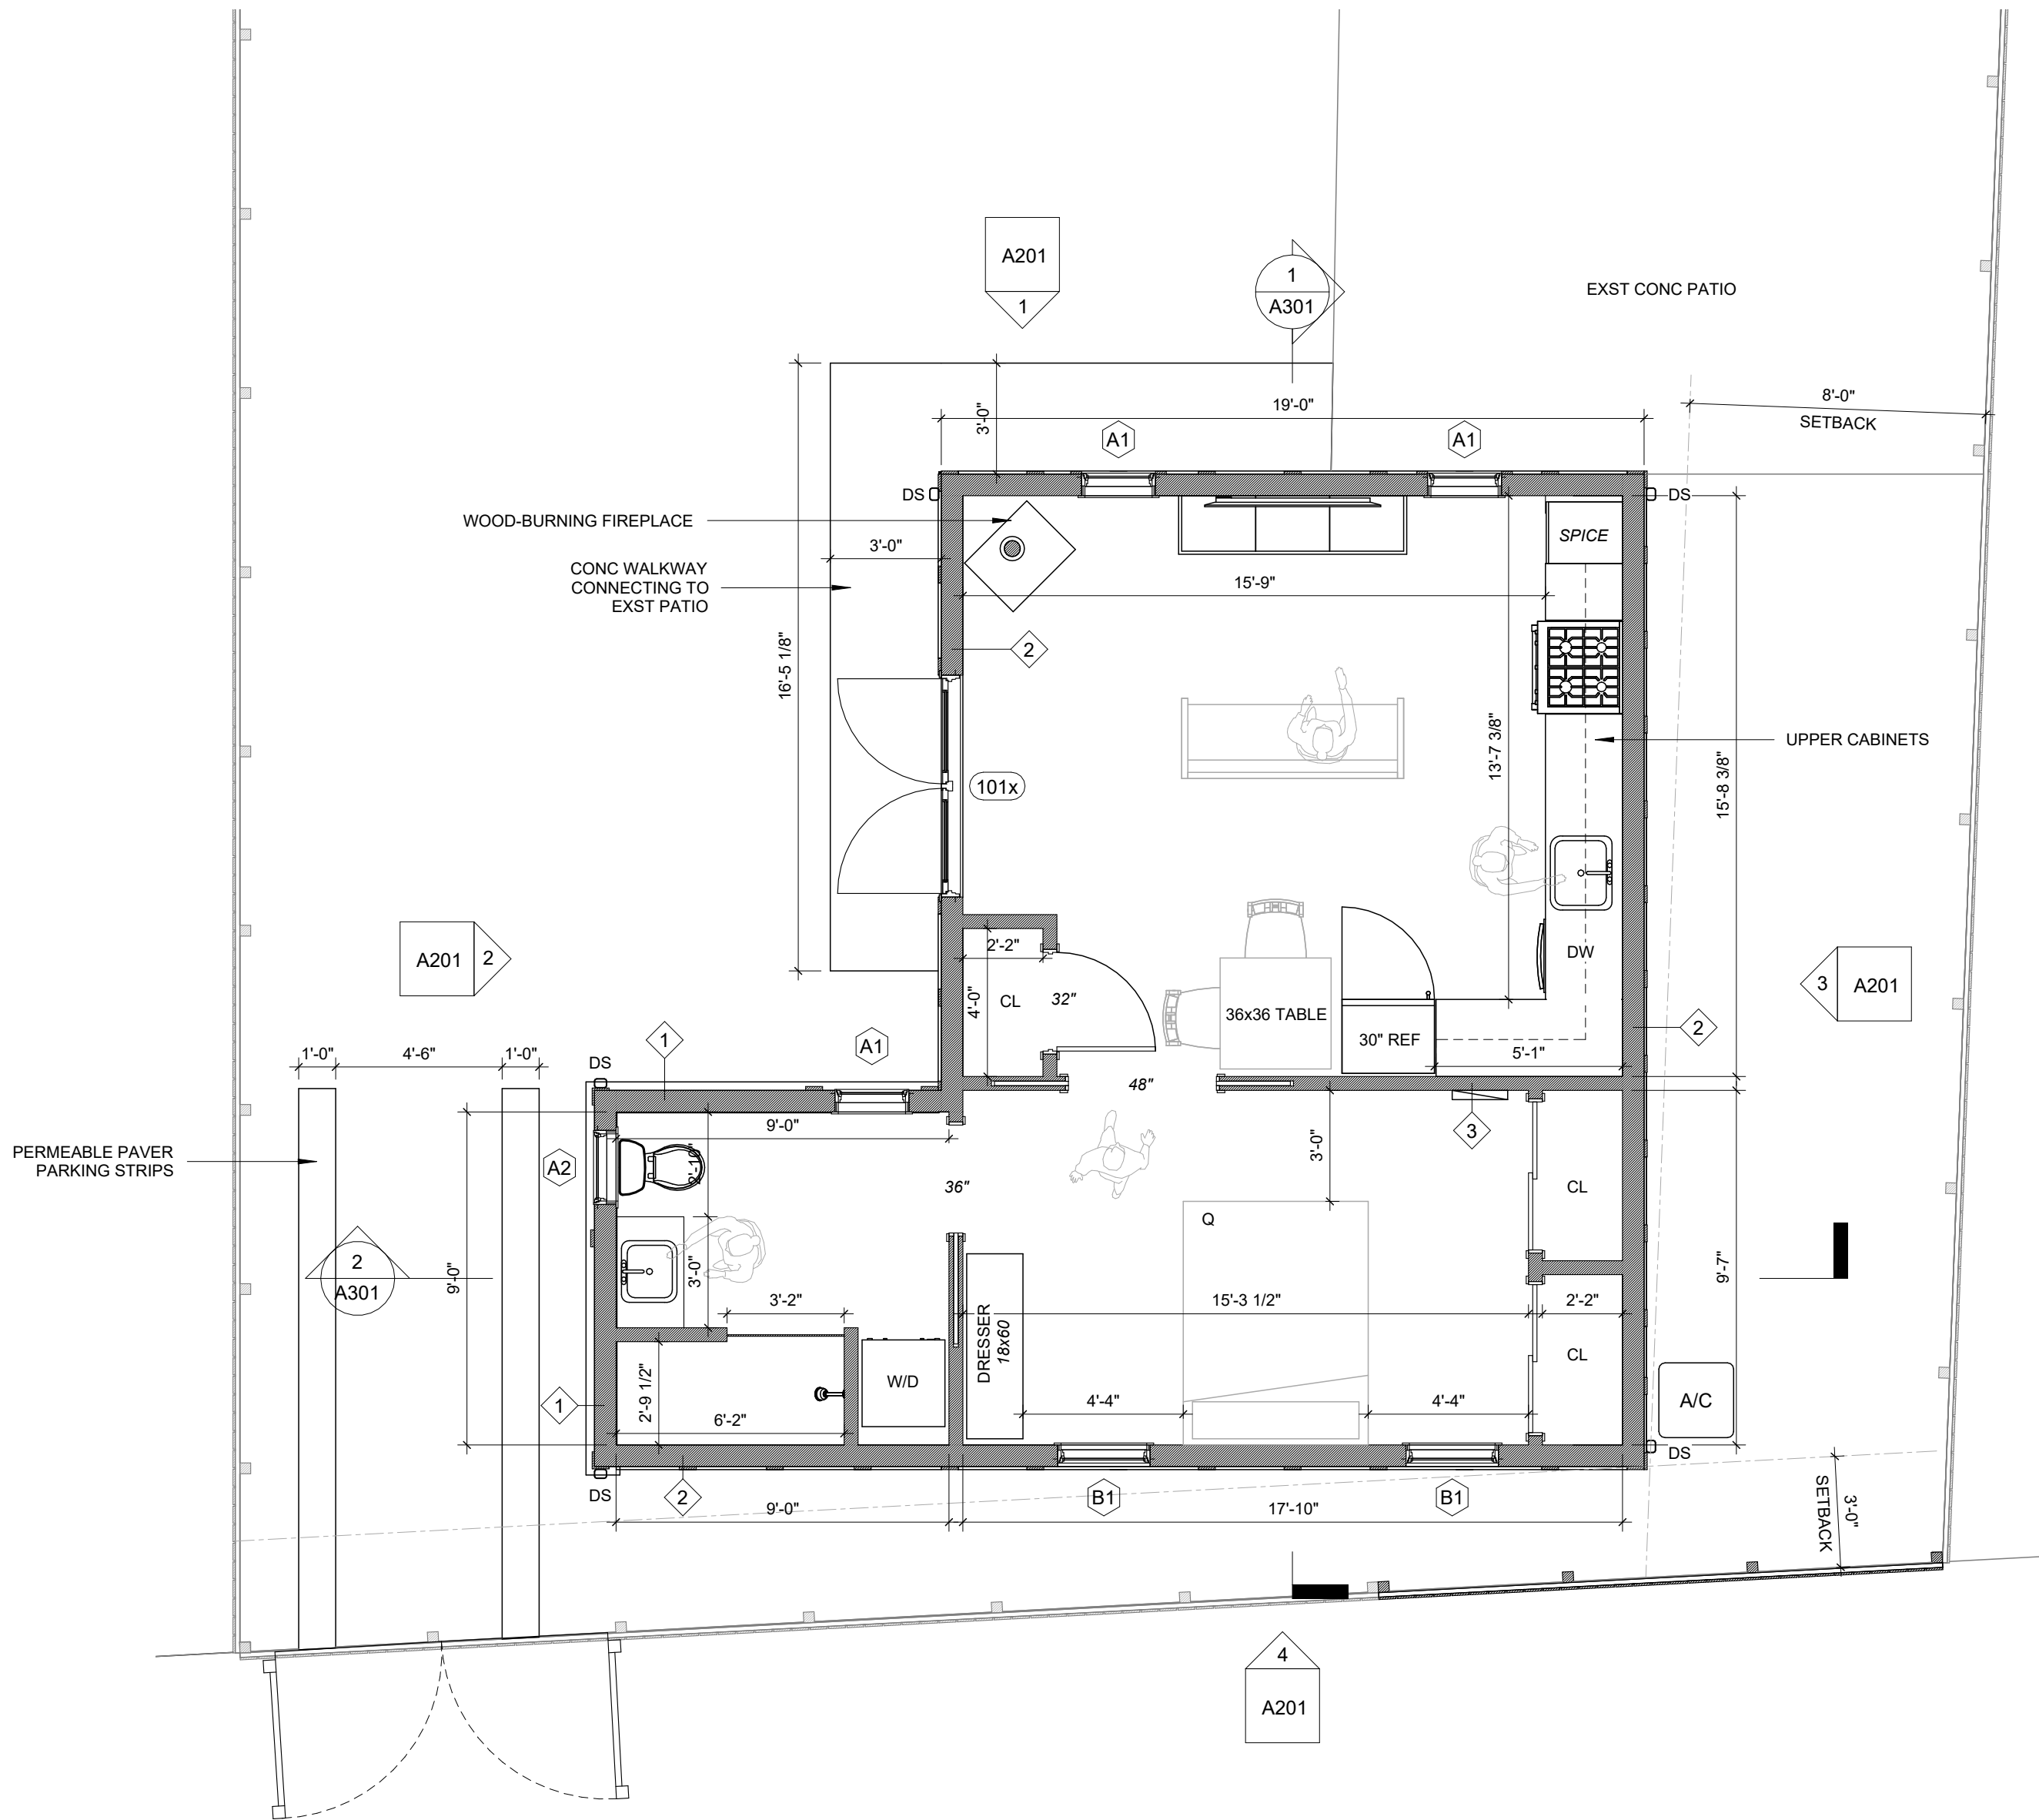 A201
1
1
A301
EXST CONC PATIO
8'-0"
SETBACK
19'-0"
3'-0"
A1
A1
DS
DS
WOOD-BURNING FIREPLACE
SPICE
3'-0"
CONC WALKWAY
CONNECTING TO
EXST PATIO
15'-9"
16'-5 1/8"
2
13'-7 3/8"
UPPER CABINETS
15'-8 3/8"
101x
A201
2
2'-2"
4'-0"
CL
32"
DW
3
A201
36x36 TABLE
30" REF
2
1'-0"
4'-6"
1'-0"
1
A1
DS
48"
5'-1"
9'-0"
3
PERMEABLE PAVER
PARKING STRIPS
A2
2'-10"
36"
3'-0"
CL
Q
2
A301
9'-0"
3'-0"
3'-2"
DRESSER
18x60
15'-3 1/2"
2'-2"
9'-7"
W/D
CL
2'-9 1/2"
6'-2"
1
4'-4"
4'-4"
A/C
DS
DS
2
B1
B1
9'-0"
17'-10"
3'-0"
SETBACK
4
A201